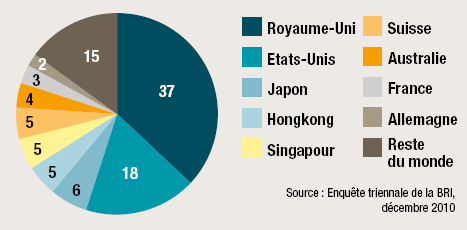 37
18
6
5
5
5
4
3
2
15
Royaume-Uni
Etats-Unis
Japon
Hongkong
Singapour
Suisse
Australie
France
Allemagne
Reste
du monde
Source : Enquête triennale de la BRI,
décembre 2010